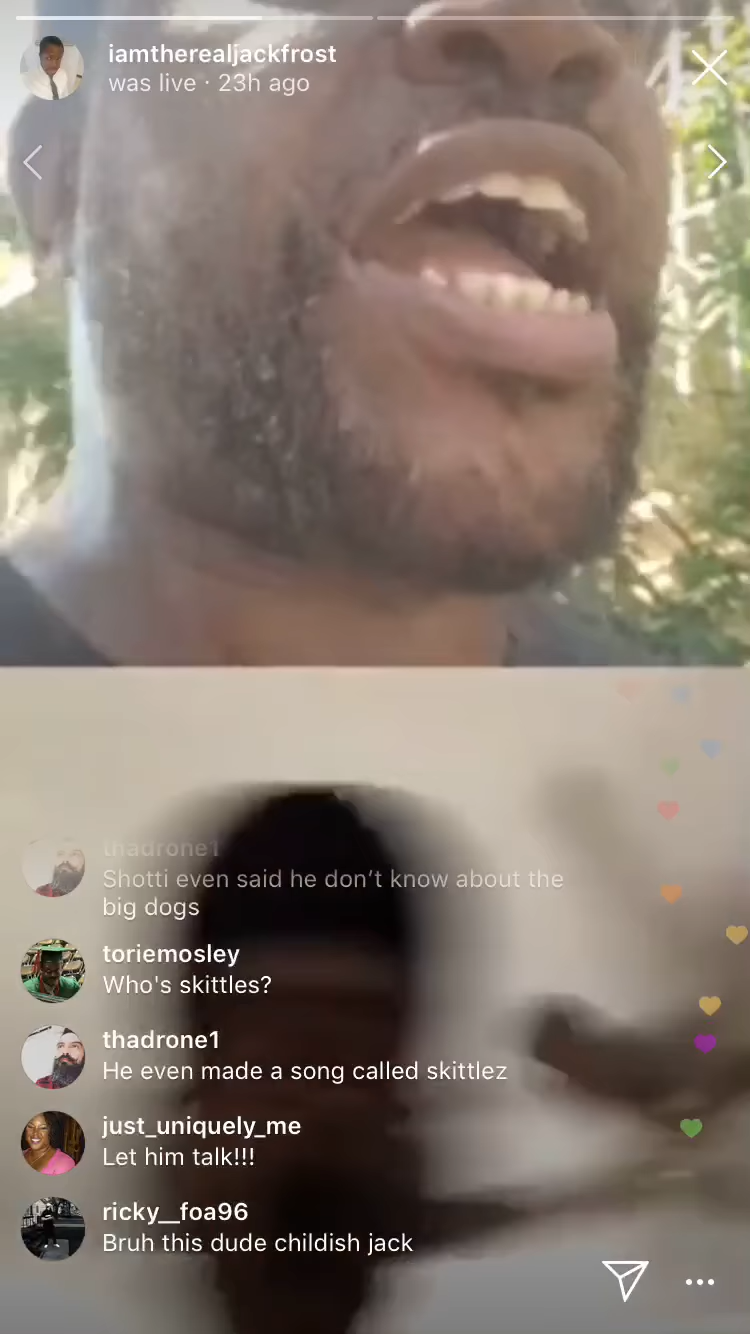 iamtherealjackfrost
was live · 23h ago
thadrone1
Shotti even said he don’t know about the
big dogs
toriemosley
Who's skittles?
thadrone1
He even made a song called skittlez
just_uniquely_me
Let him talk!!!
ricky__foa96
Bruh this dude childish jack